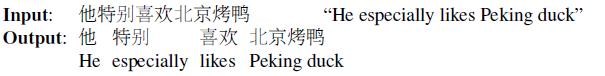 Input: 他特别喜欢北京烤鸭 “He especially likes Peking duck”
Output: 他 特别 喜欢 北京烤鸭
He especially likes Peking duck